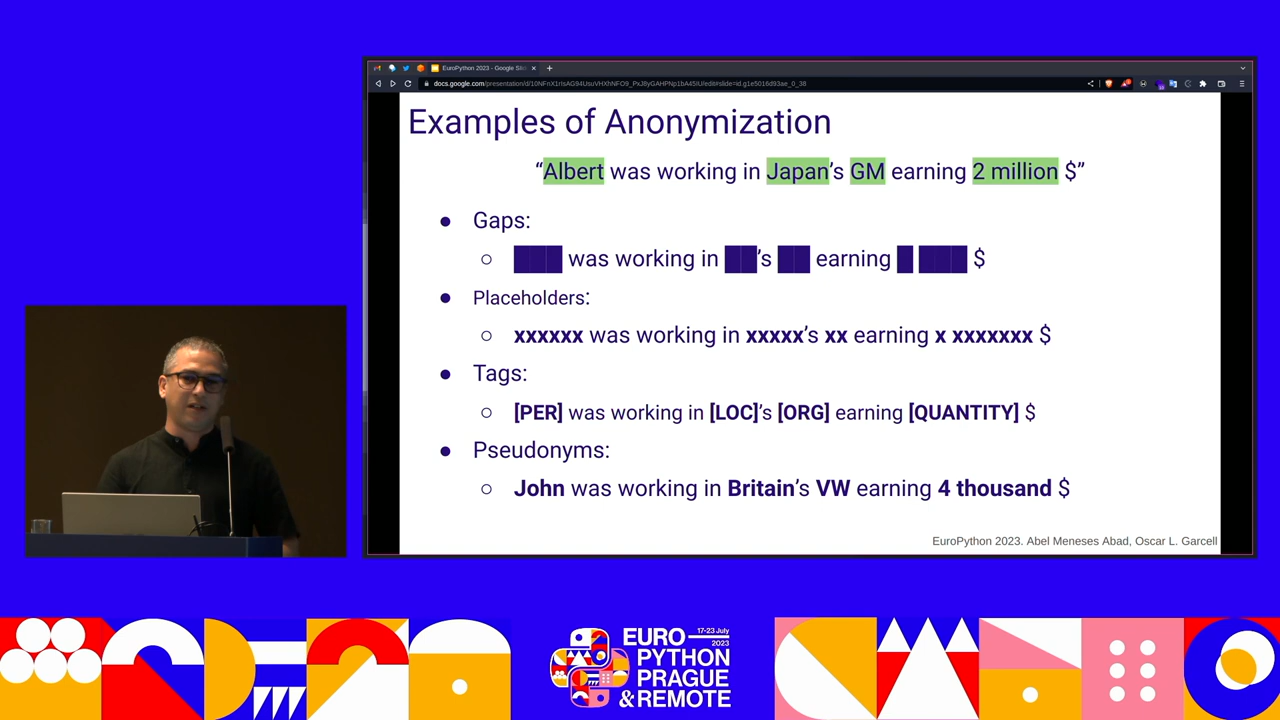 EuroPython 2023 - Google Slid
Examples of Anonymization
“Albert was working in Japan’s GM earning 2 million $”
● Gaps:
○ ███ was working in ██’s ██ earning █ ███ $
● Placeholders:
○ xxxxxx was working in xxxxx’s xx earning x xxxxxxx $
● Tags:
○ [PER] was working in [LOC]’s [ORG] earning [QUANTITY] $
● Pseudonyms:
○ John was working in Britain’s VW earning 4 thousand $
EuroPython 2023. Abel Meneses Abad, Oscar L. Garcell
EURO 17-23 July 2023
PYTHON
PRAGUE
& REMOTE